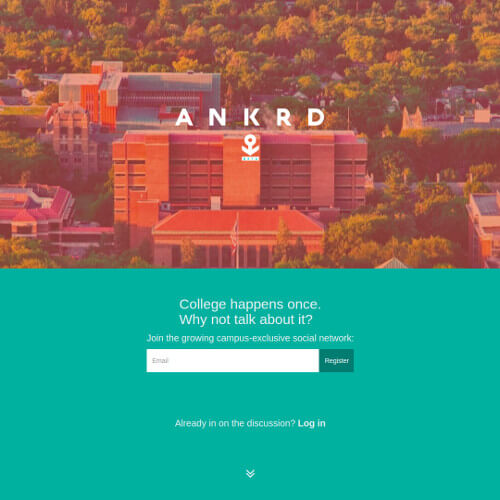 ANKRD
BETA
College happens once.
Why not talk about it?
Join the growing campus-exclusive social network:
Email
Register
Already in on the discussion? Log in